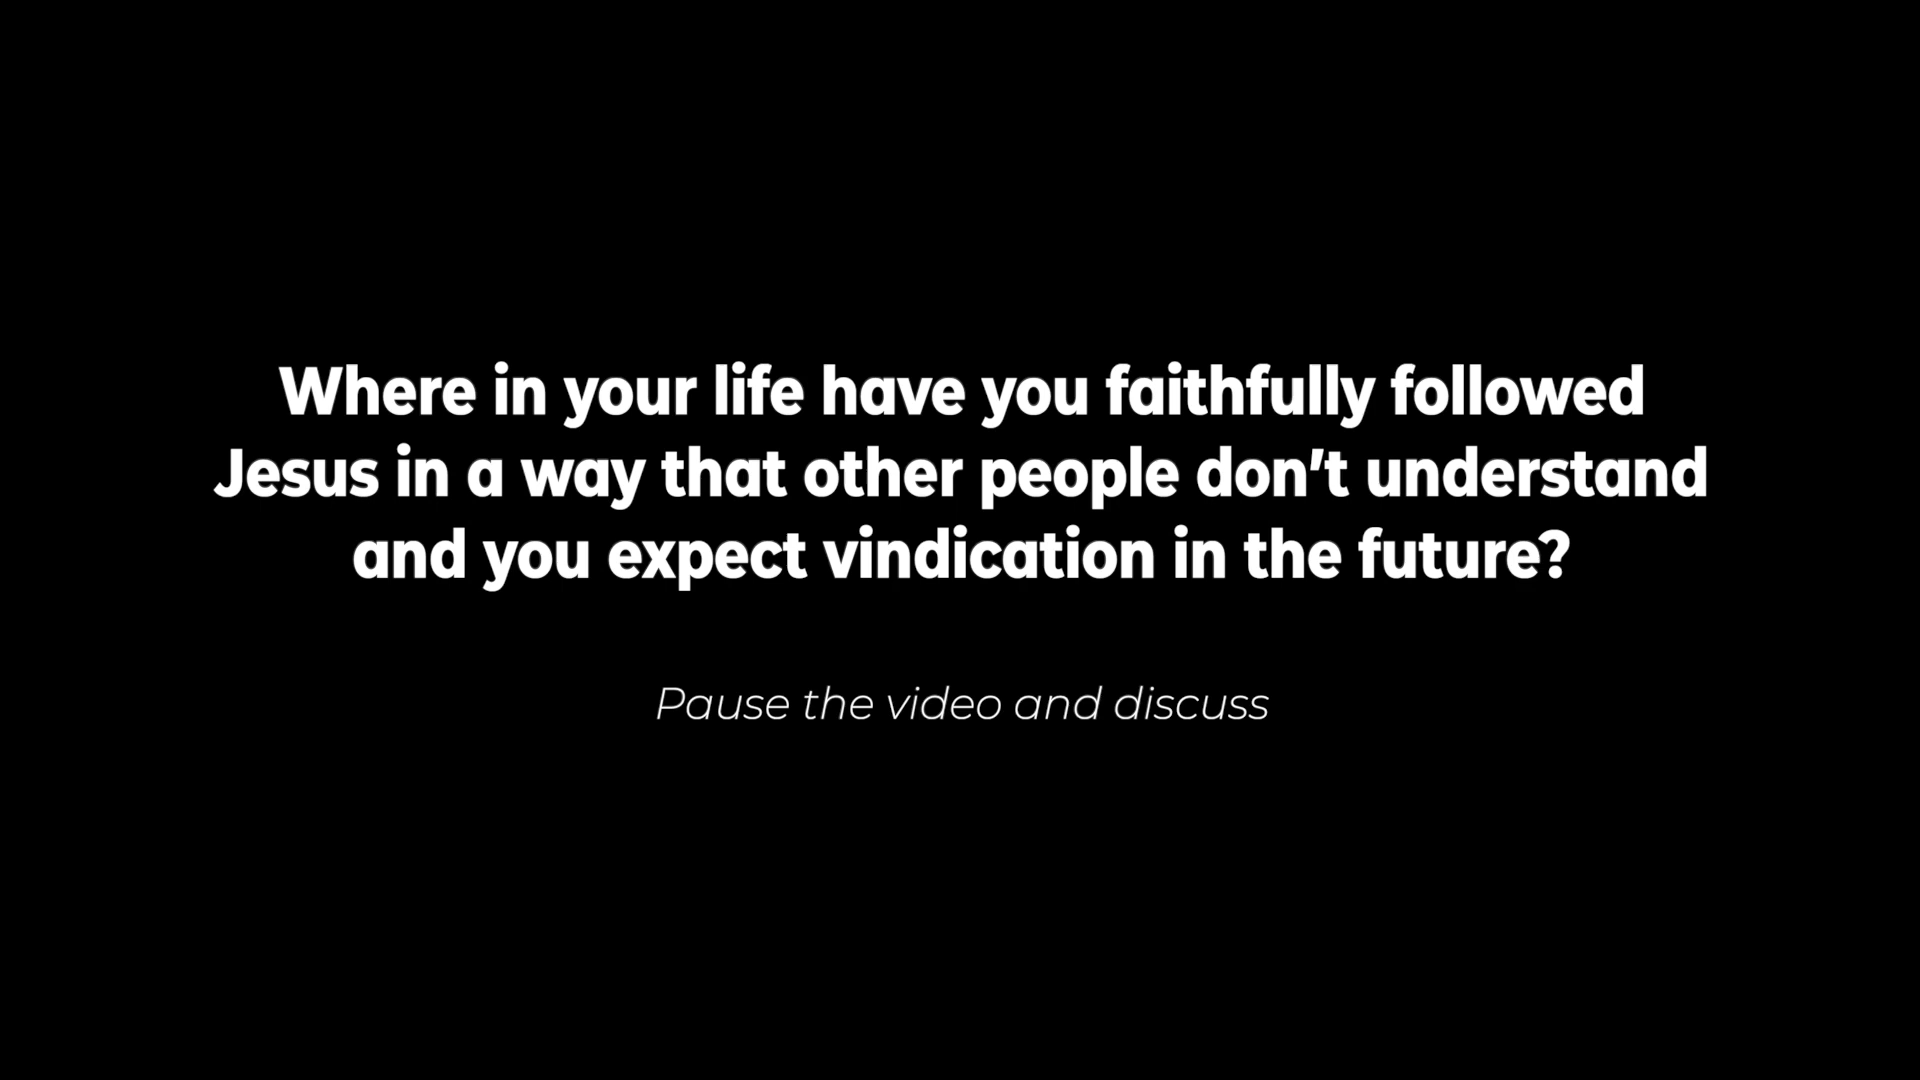 Where in your life have you faithfully followed
Jesus in a way that other people don't understand
and you expect vindication in the future?
Pause the video and discuss